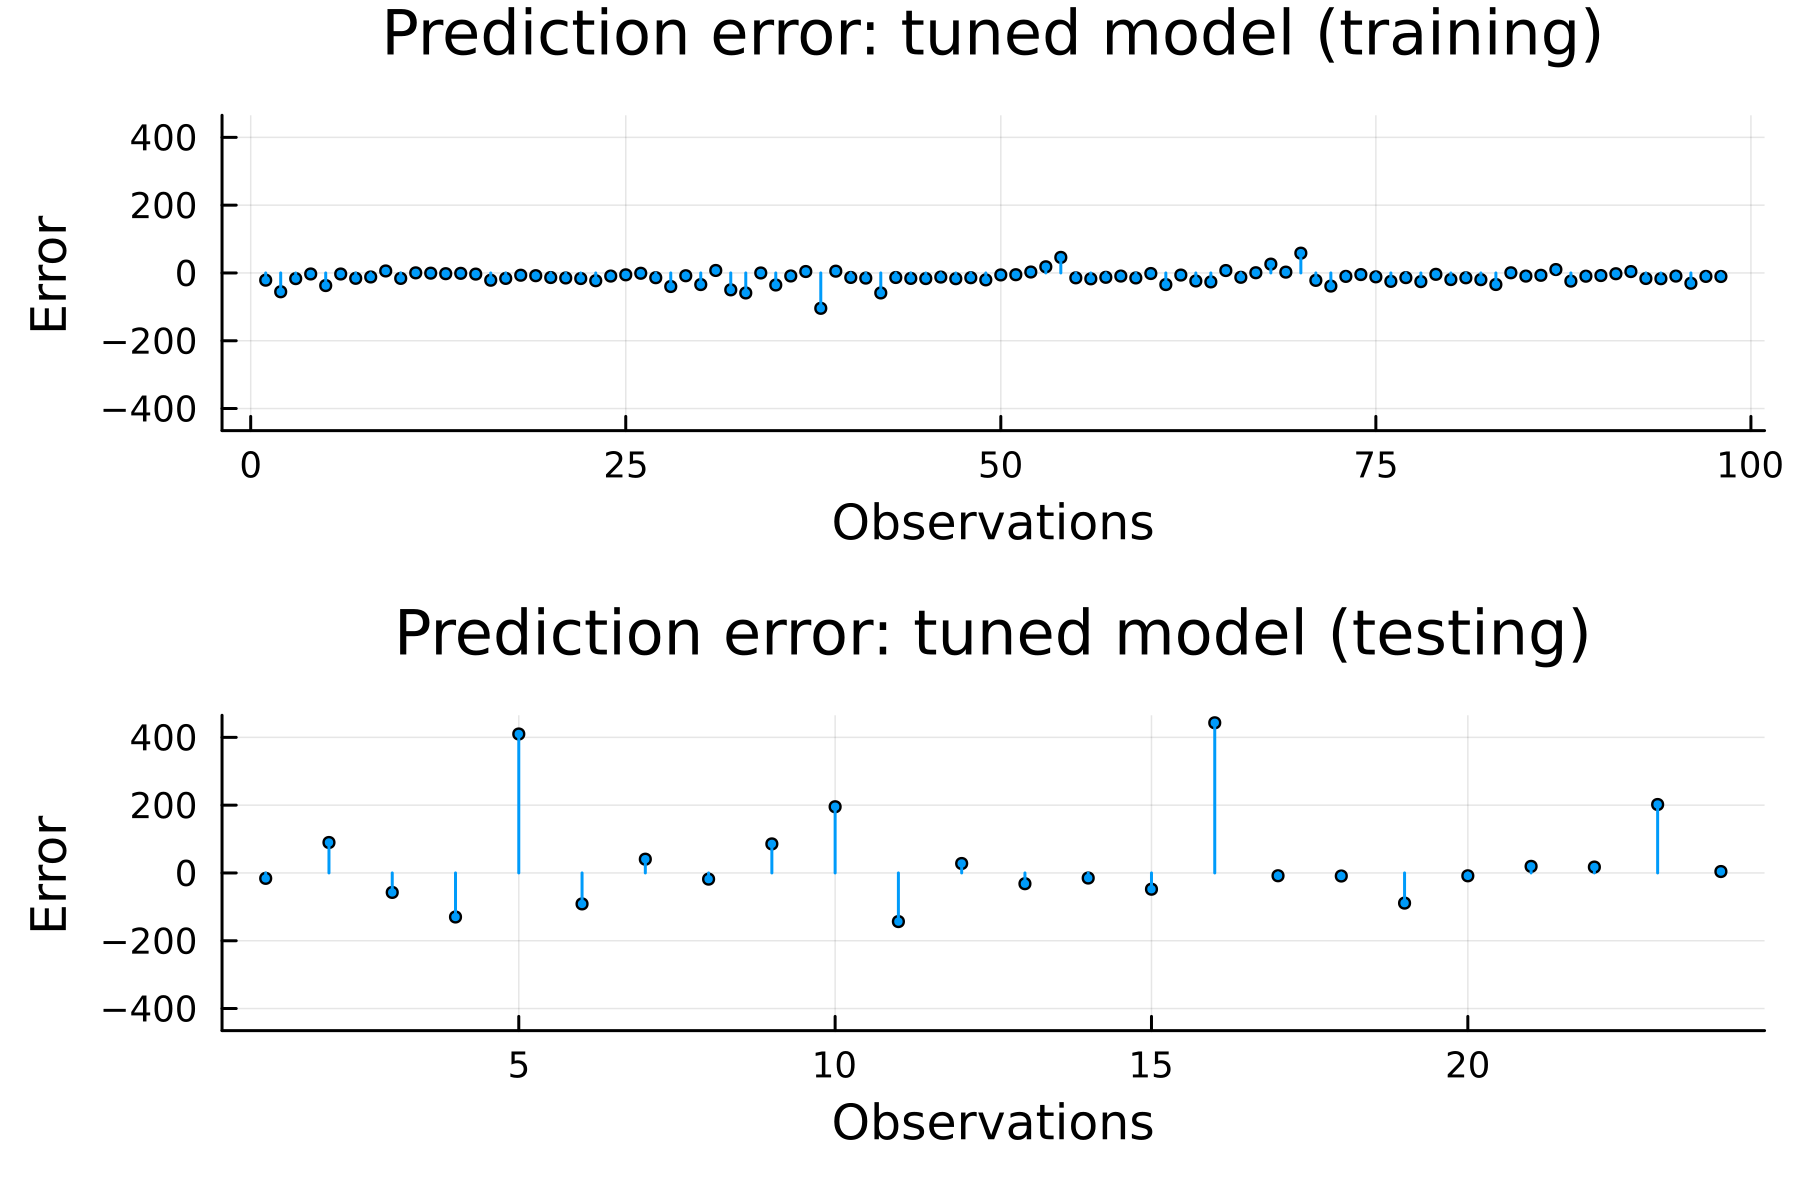 Prediction error: tuned model (training)
Error
400
200
0
−200
−400
0 25 50 75 100
Observations
Prediction error: tuned model (testing)
Error
400
200
0
−200
−400
5 10 15 20
Observations